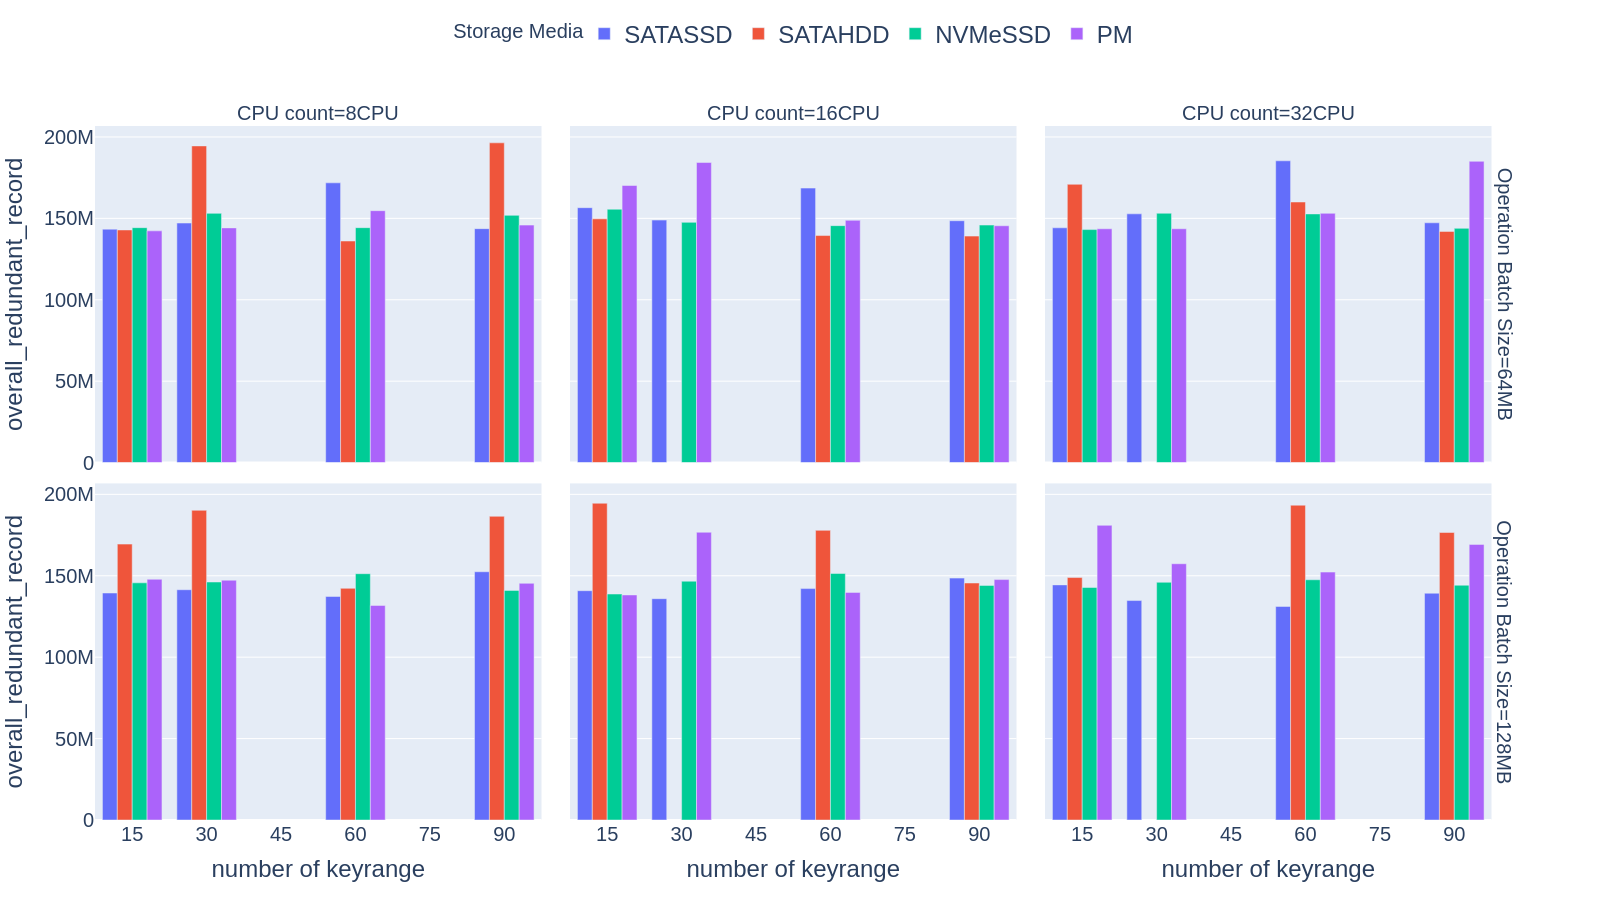 Storage Media SATASSD SATAHDD NVMeSSD PM
CPU count=8CPU CPU count=16CPU CPU count=32CPU
overall_redundant_record
200M
150M
100M
50M
0
Operation Batch Size=64MB
overall_redundant_record
200M
150M
100M
50M
0
Operation Batch Size=128MB
15 30 45 60 75 90 15 30 45 60 75 90 15 30 45 60 75 90
number of keyrange number of keyrange number of keyrange